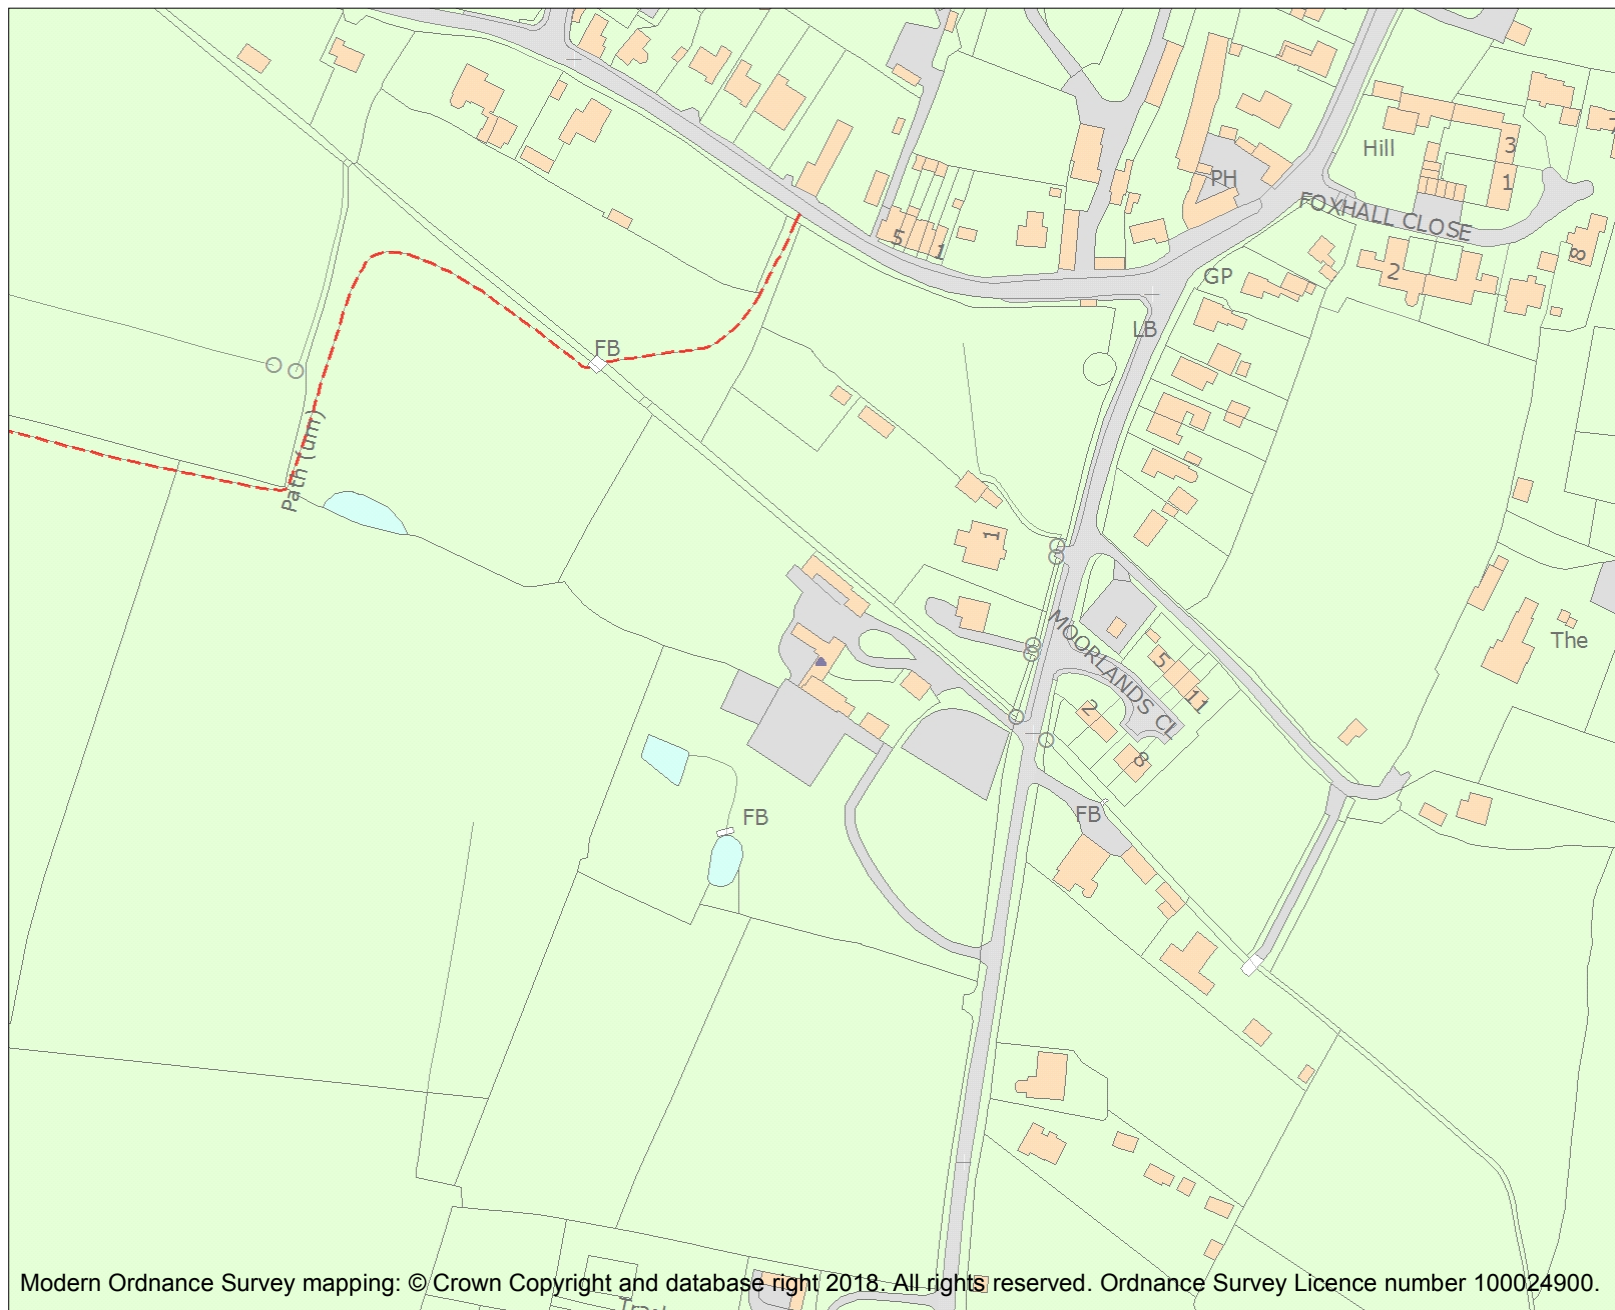 Hill
3
1
7
PH
FOXHALL CLOSE
5
1
8
2
GP
LB
FB
Path (um)
1
MOORLANDS CL
The
5
11
2
8
FB
FB
Modern Ordnance Survey mapping: © Crown Copyright and database right 2018. All rights reserved. Ordnance Survey Licence number 100024900.